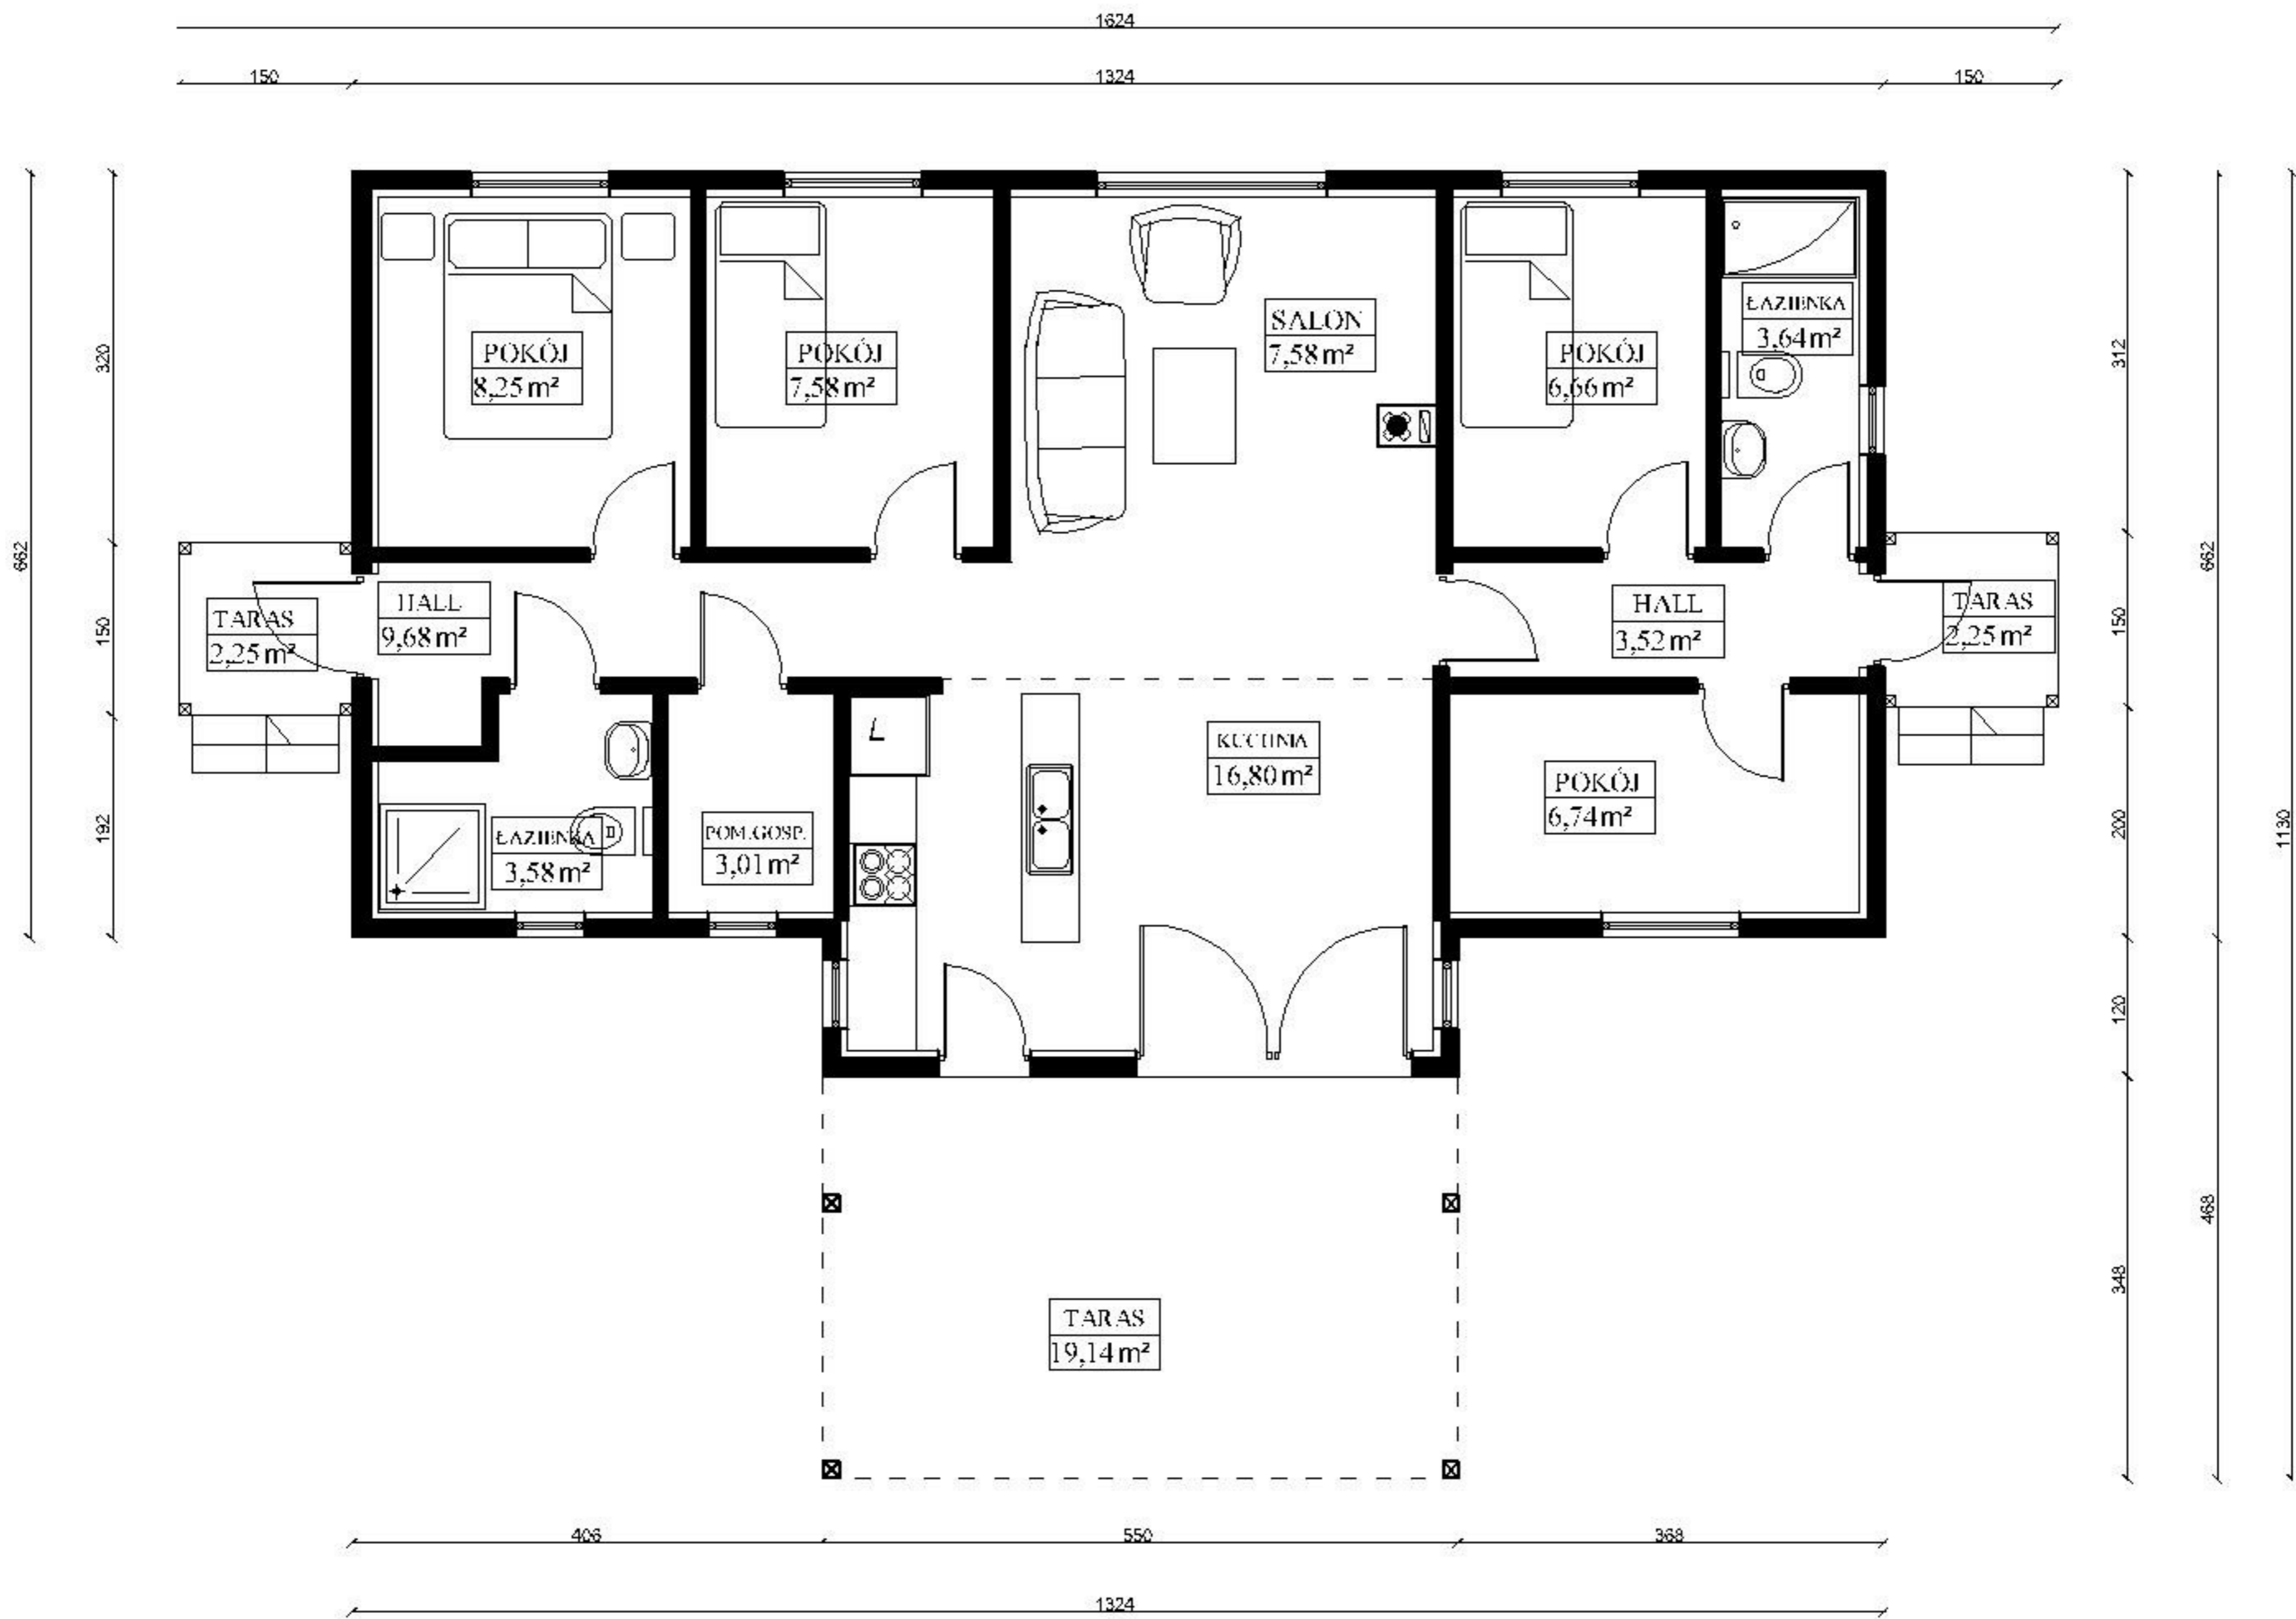 1624
150
1324
150
POKÓJ
8,25 m²
POKÓJ
7,58 m²
SALON
7,58 m²
POKÓJ
6,66 m²
ŁAZIENKA
3,64 m²
320
312
662
662
TARAS
2,25 m²
HALL
9,68 m²
HALL
3,52 m²
TARAS
2,25 m²
150
150
L
KUCHNIA
16,80 m²
POKÓJ
6,74 m²
192
ŁAZIENKA
3,58 m²
POM.GOSP.
3,01 m²
200
1130
120
468
348
TARAS
19,14 m²
406
550
368
1324